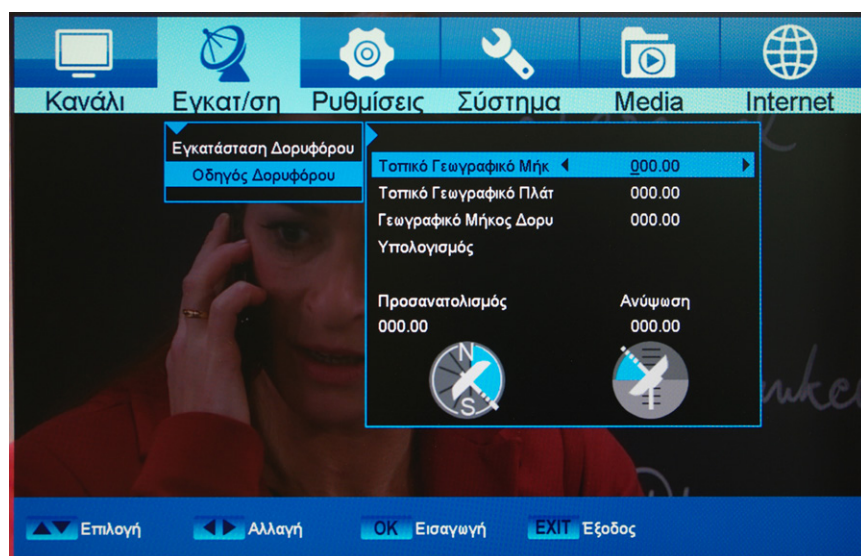 Κανάλι Εγκατ/ση Ρυθμίσεις Σύστημα Media Internet
Εγκατάσταση Δορυφόρου
Οδηγός Δορυφόρου
Τοπικό Γεωγραφικό Μήκ 000.00
Τοπικό Γεωγραφικό Πλάτ 000.00
Γεωγραφικό Μήκος Δορυ 000.00
Υπολογισμός
Προσανατολισμός Ανύψωση
000.00 000.00
N
S
Επιλογή Αλλαγή OK Εισαγωγή EXIT Έξοδος